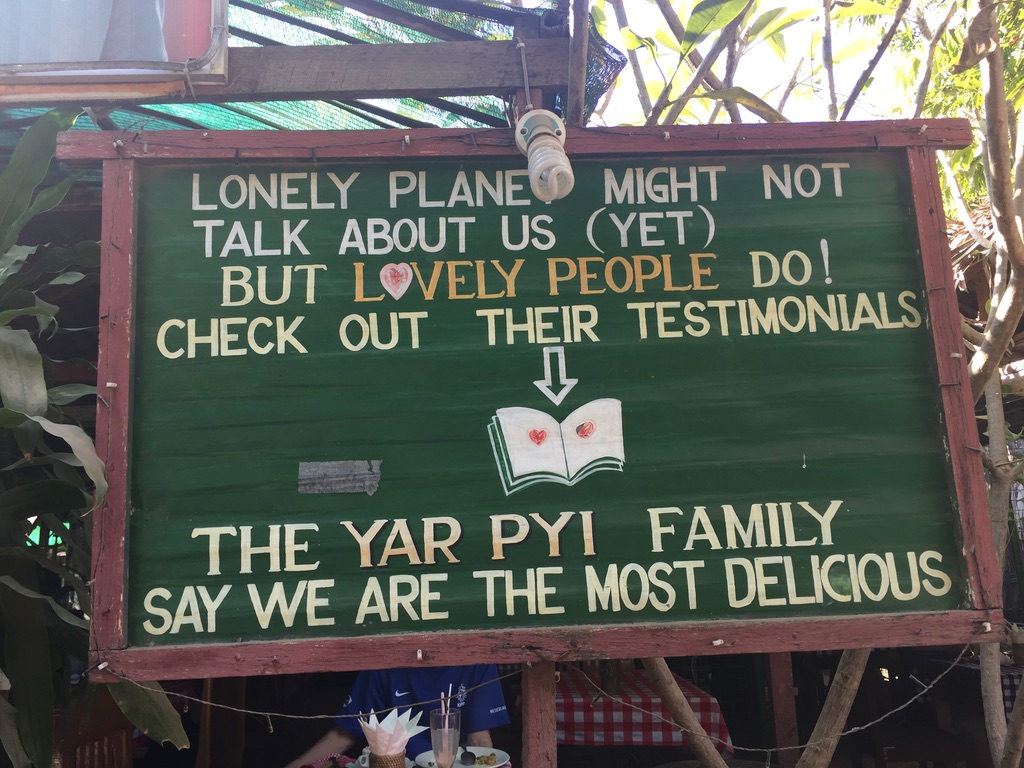 LONELY PLANET MIGHT NOT
TALK ABOUT US (YET)
BUT LOVELY PEOPLE DO!
CHECK OUT THEIR TESTIMONIALS
THE YAR PYI FAMILY
SAY WE ARE THE MOST DELICIOUS